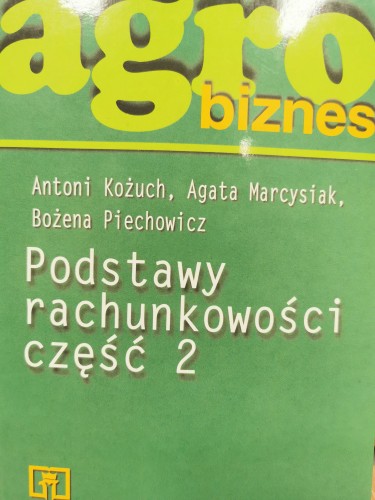 agro
biznes
Antoni Kożuch, Agata Marcysiak,
Bożena Piechowicz
Podstawy
rachunkowości
część 2